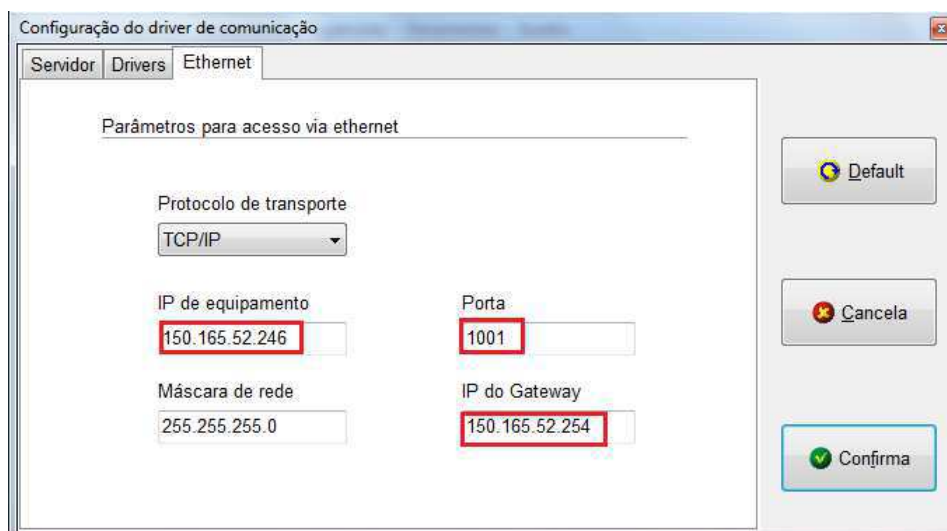 Configuração do driver de comunicação
Servidor Drivers Ethernet
Parâmetros para acesso via ethernet
Default
Protocolo de transporte
TCP/IP
IP de equipamento Porta
150.165.52.246 1001
Cancela
Máscara de rede IP do Gateway
255.255.255.0 150.165.52.254
Confirma